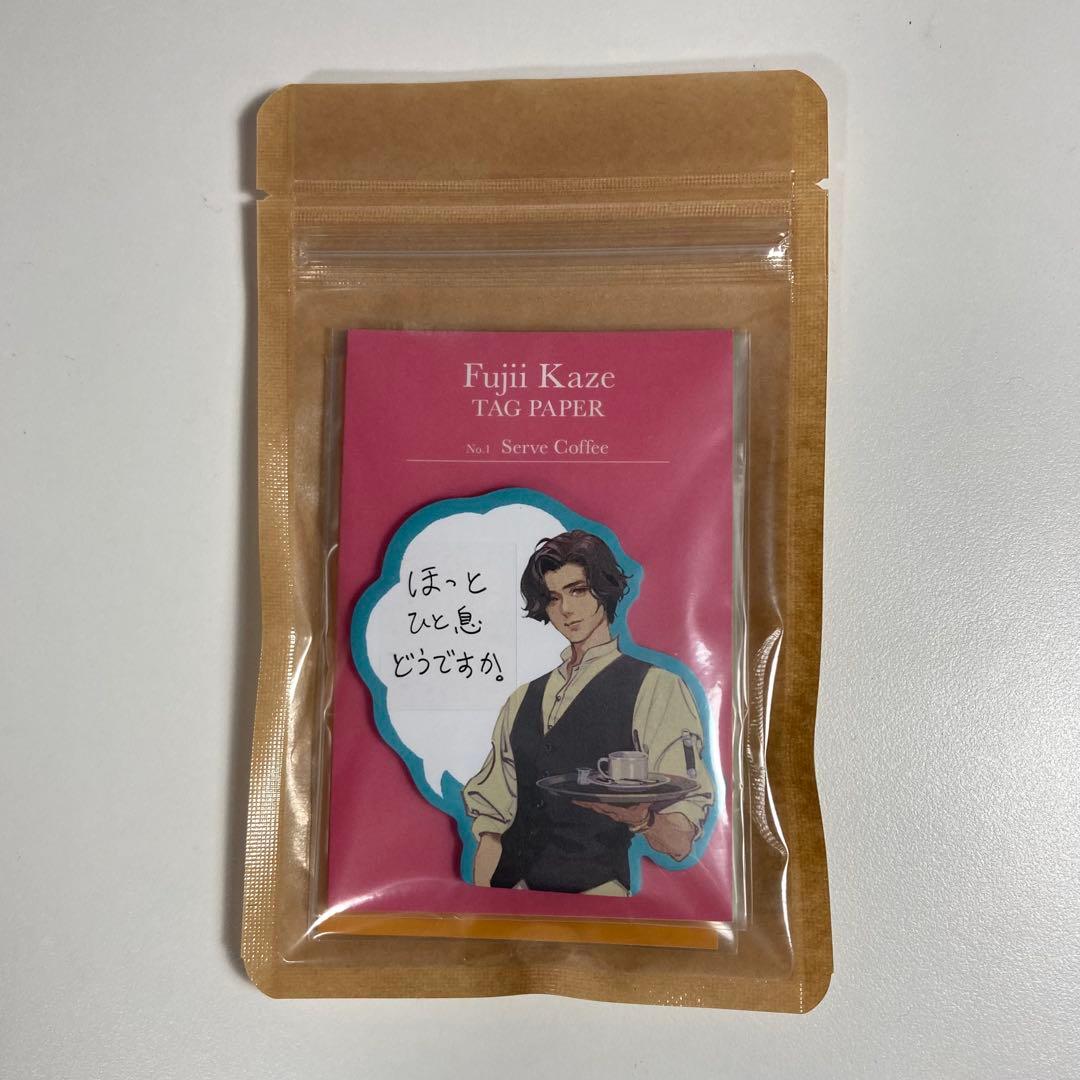 Fujii Kaze
TAG PAPER
No.1 Serve Coffee
ほっと
ひと息
どうですか。